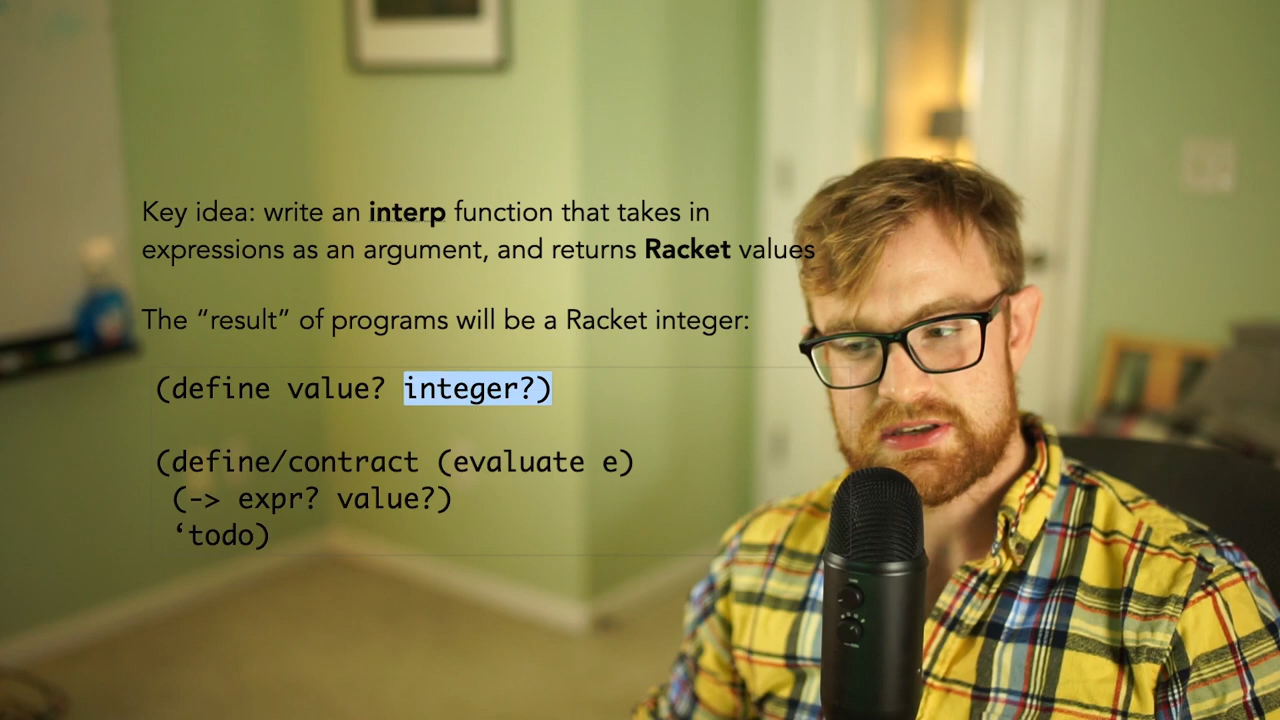 Key idea: write an interp function that takes in
expressions as an argument, and returns Racket values
The “result” of programs will be a Racket integer:
(define value? integer?)
(define/contract (evaluate e)
(-> expr? value?)
‘todo)